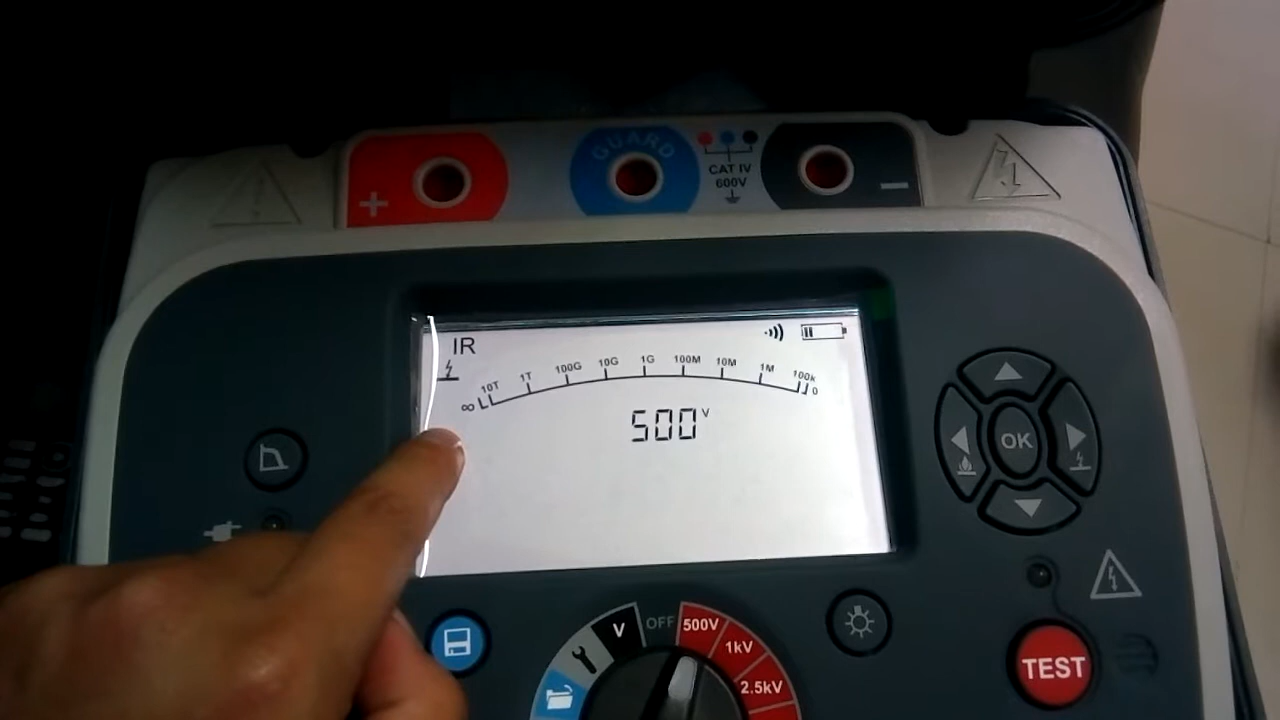 GUARD
+
CAT IV
600V
−
IR
∞ 10T 1T 100G 10G 1G 100M 10M 1M 100k 0
500 V
OK
V
OFF
500V
1kV
2.5kV
TEST